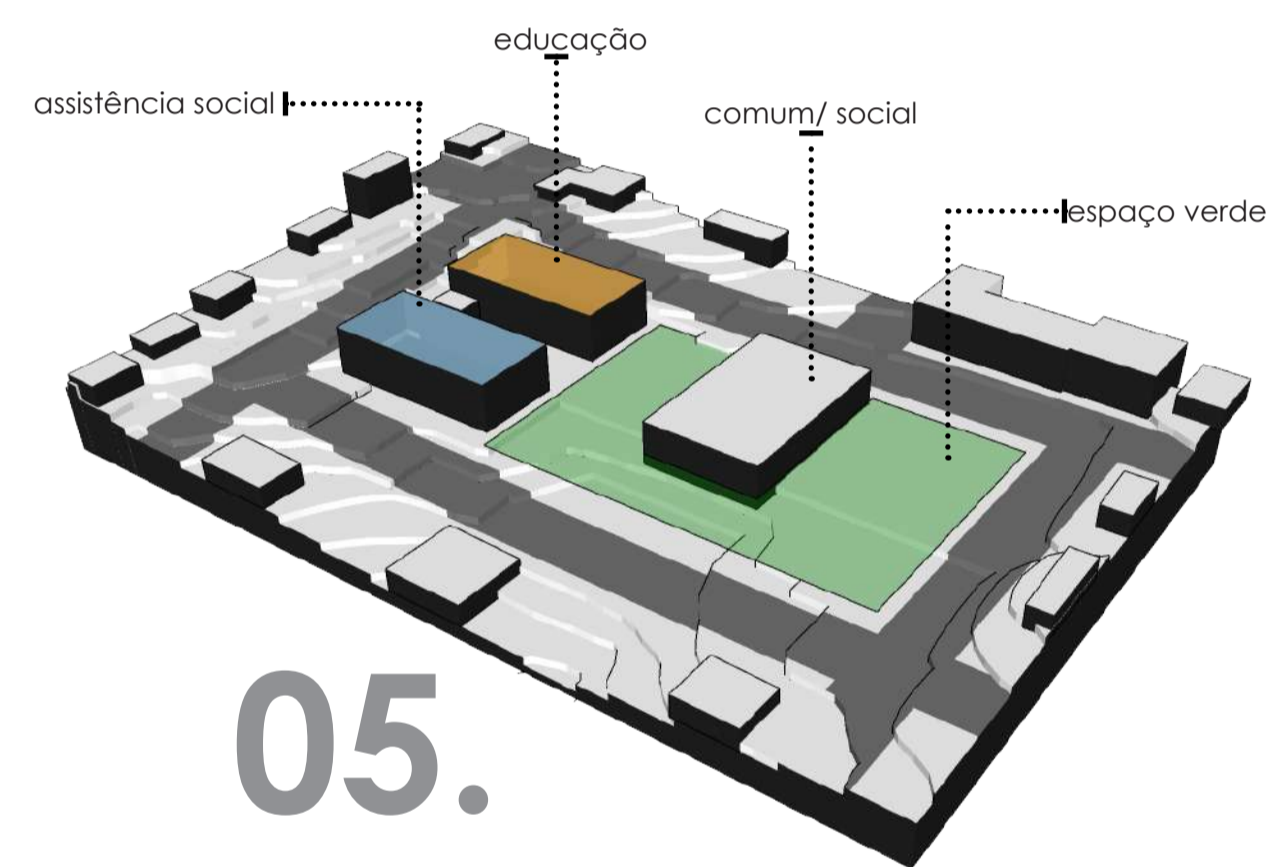 educação
assistência social
comum/ social
espaço verde
05.